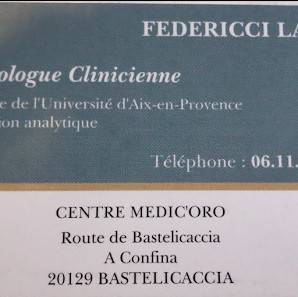 FEDERICCI LA
ologue Clinicienne
e de l'Université d'Aix-en-Provence
ion analytique
Téléphone : 06.11.
CENTRE MEDIC'ORO
Route de Bastelicaccia
A Confina
20129 BASTELICACCIA